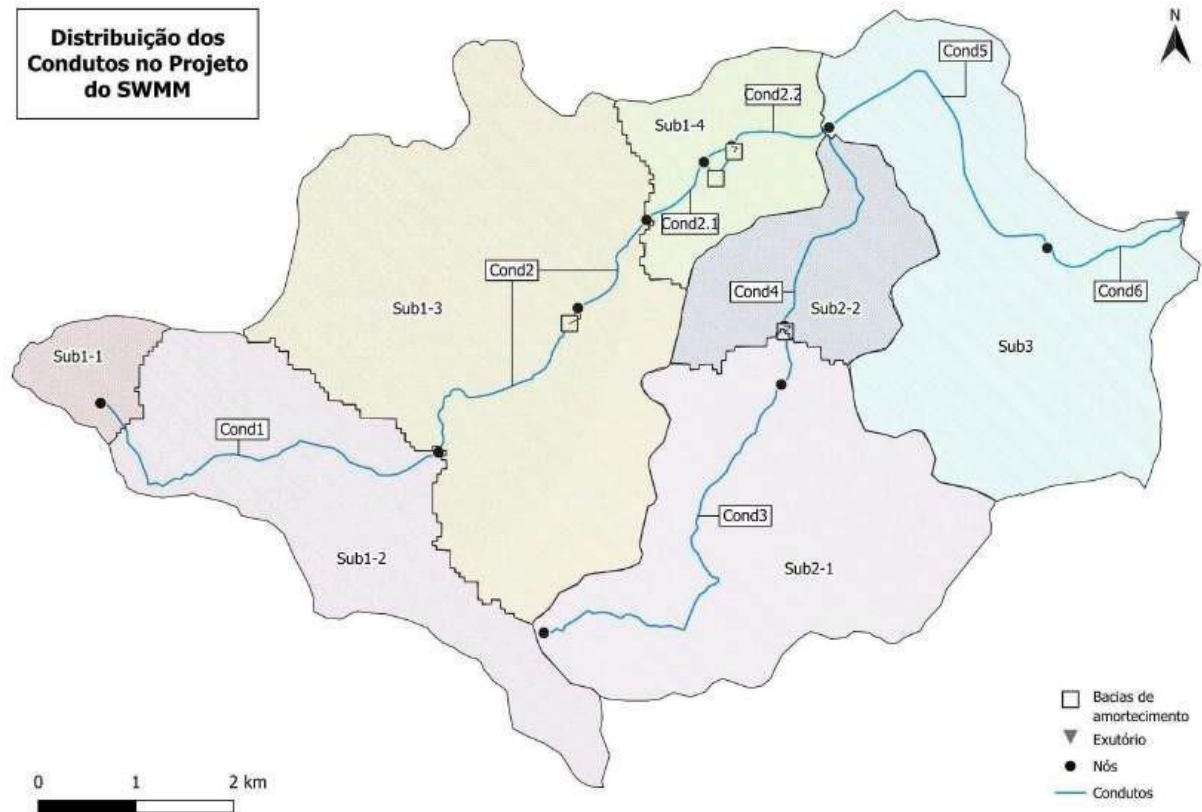 Distribuição dos
Condutos no Projeto
do SWMM
N
Cond5
Cond2.2
Sub1-4
Cond2.1
Cond2
Cond4
Sub2-2
Cond6
Sub1-3
Sub3
Sub1-1
Cond1
Cond3
Sub1-2
Sub2-1
Bacias de
amortecimento
Exutório
Nós
Condutos
0 1 2 km